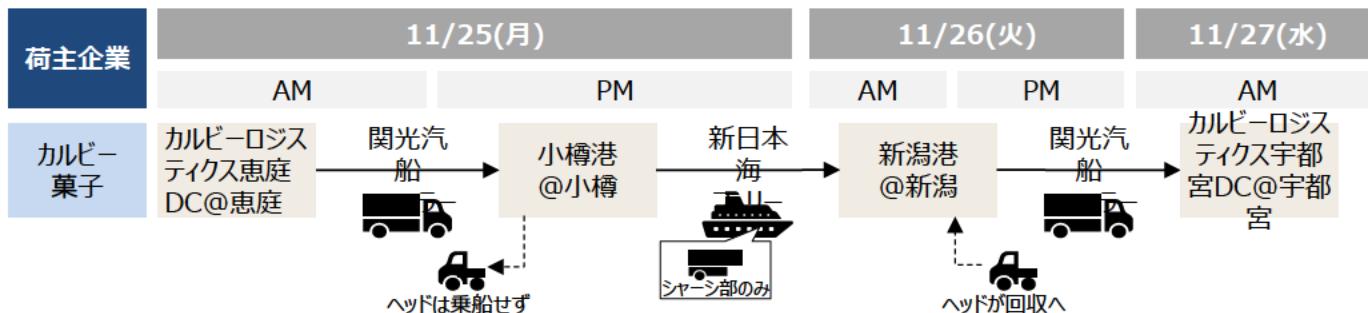 荷主企業
11/25(月)
11/26(火)
11/27(水)
AM
PM
AM
PM
AM
カルビー
菓子
カルビーロジス
ティクス恵庭
DC@恵庭
関光汽
船
小樽港
@小樽
新日本
海
新潟港
@新潟
関光汽
船
カルビーロジス
ティクス宇都
宮DC@宇都
宮
シャーシ部のみ
ヘッドは乗船せず
ヘッドが回収へ